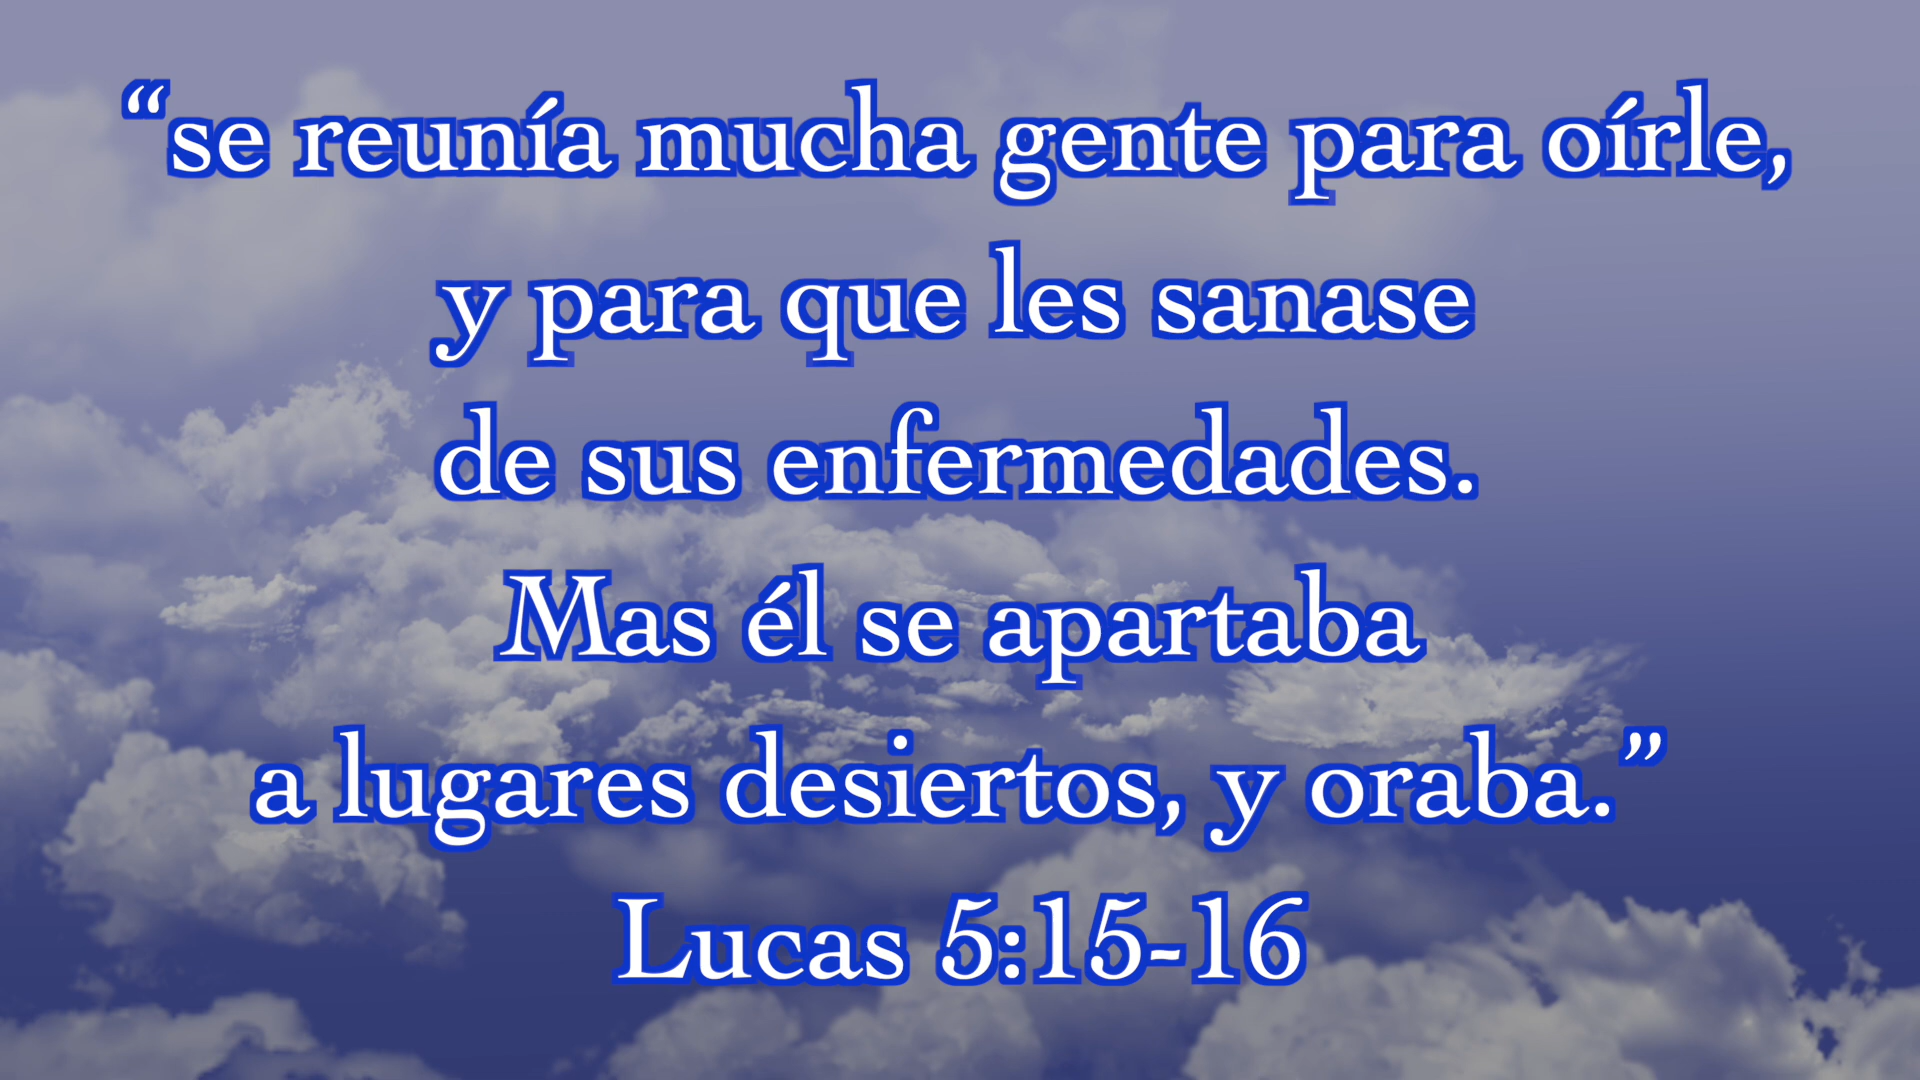 “se reunía mucha gente para oírle,
y para que les sanase
de sus enfermedades.
Mas él se apartaba
a lugares desiertos, y oraba.”
Lucas 5:15-16